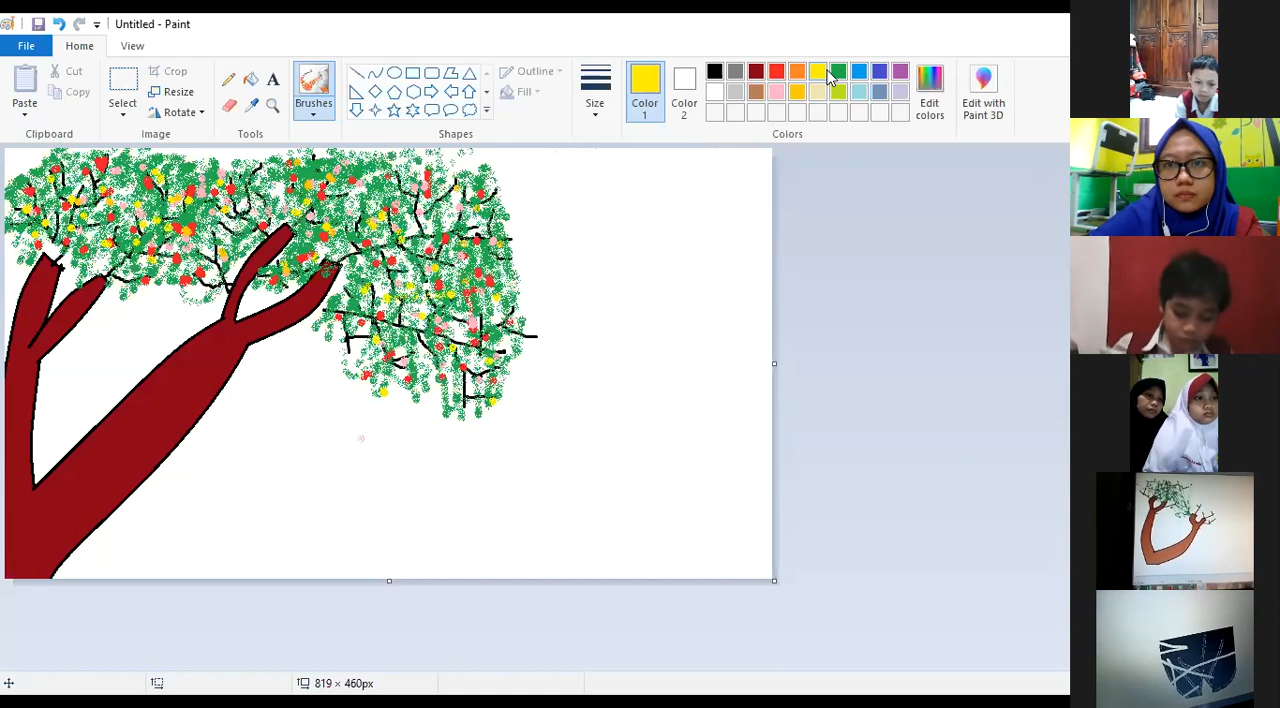 Untitled - Paint
File Home View
Paste
Cut
Copy
Clipboard
Select
Crop
Resize
Rotate
Image
Tools
Brushes
Shapes
Outline
Fill
Size
Color 1
Color 2
Edit colors
Edit with Paint 3D
Colors
819 × 460px